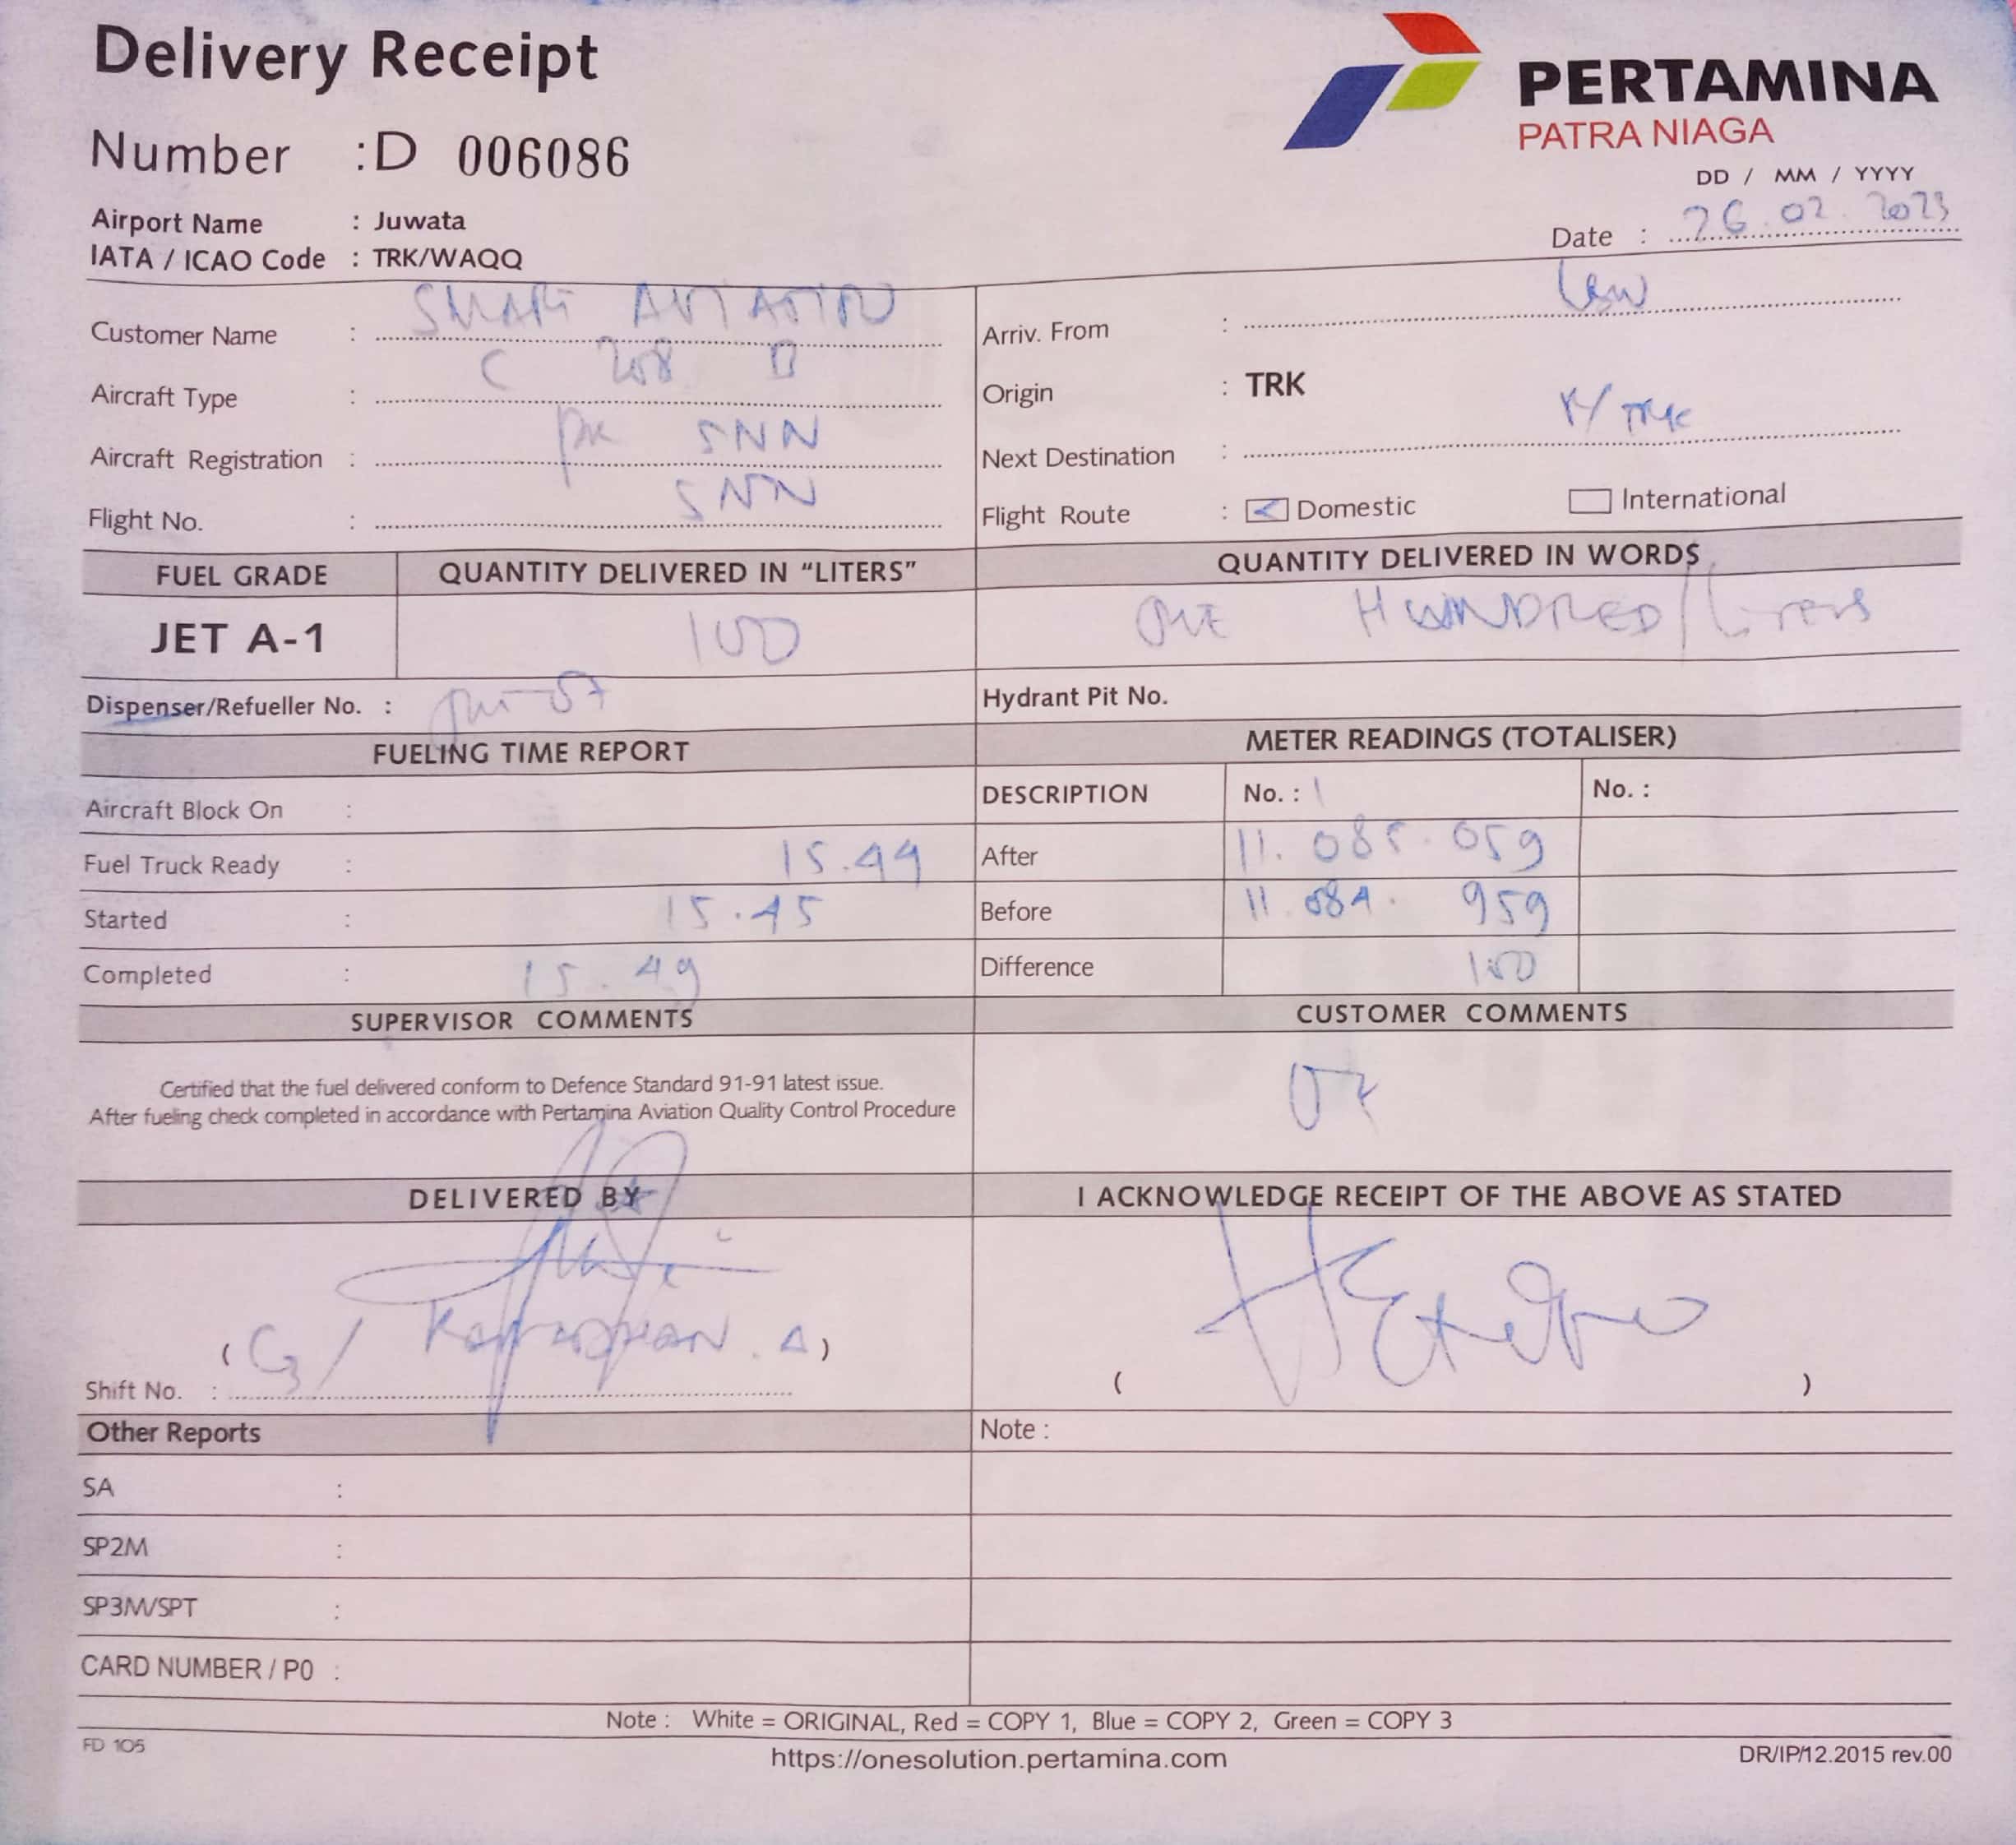 Delivery Receipt
PERTAMINA
PATRA NIAGA
Number : D 006086
DD / MM / YYYY
Date : 26.02.2023
Airport Name : Juwata
IATA / ICAO Code : TRK/WAQQ
Customer Name : SMART AVIATION
Arriv. From :
Aircraft Type : C 208 B
Origin : TRK
Aircraft Registration : PK SNN
Next Destination :
Flight No. : SNN
Flight Route : Domestic International
FUEL GRADE QUANTITY DELIVERED IN “LITERS” QUANTITY DELIVERED IN WORDS
JET A-1 100 ONE HUNDRED / Liters
Dispenser/Refueller No. :
Hydrant Pit No.
FUELING TIME REPORT METER READINGS (TOTALISER)
Aircraft Block On :
DESCRIPTION No. : 1 No. :
Fuel Truck Ready : 15.44
After 11.085.059
Started : 15.45
Before 11.084.959
Completed : 15.49
Difference 100
SUPERVISOR COMMENTS CUSTOMER COMMENTS
Certified that the fuel delivered conform to Defence Standard 91-91 latest issue.
After fueling check completed in accordance with Pertamina Aviation Quality Control Procedure
OK
DELIVERED BY I ACKNOWLEDGE RECEIPT OF THE ABOVE AS STATED
Shift No. :
Other Reports Note :
SA :
SP2M :
SP3M/SPT :
CARD NUMBER / P0 :
Note : White = ORIGINAL, Red = COPY 1, Blue = COPY 2, Green = COPY 3
FD 105 https://onesolution.pertamina.com DR/IP/12.2015 rev.00